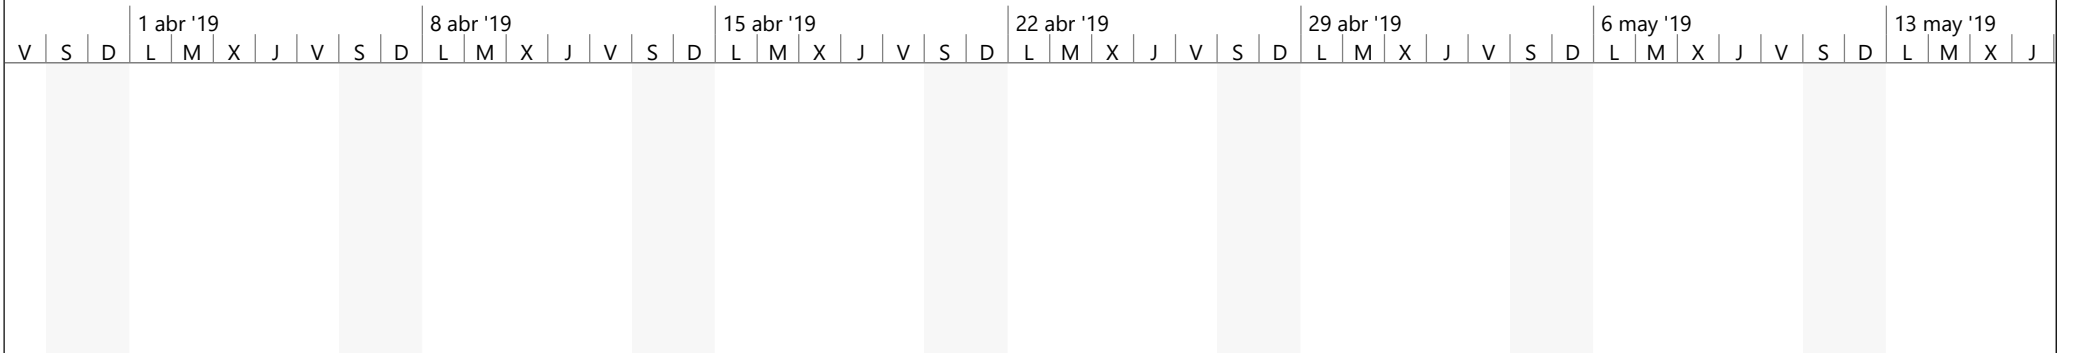 1 abr '19 8 abr '19 15 abr '19 22 abr '19 29 abr '19 6 may '19 13 may '19
V S D L M X J V S D L M X J V S D L M X J V S D L M X J V S D L M X J V S D L M X J V S D L M X J